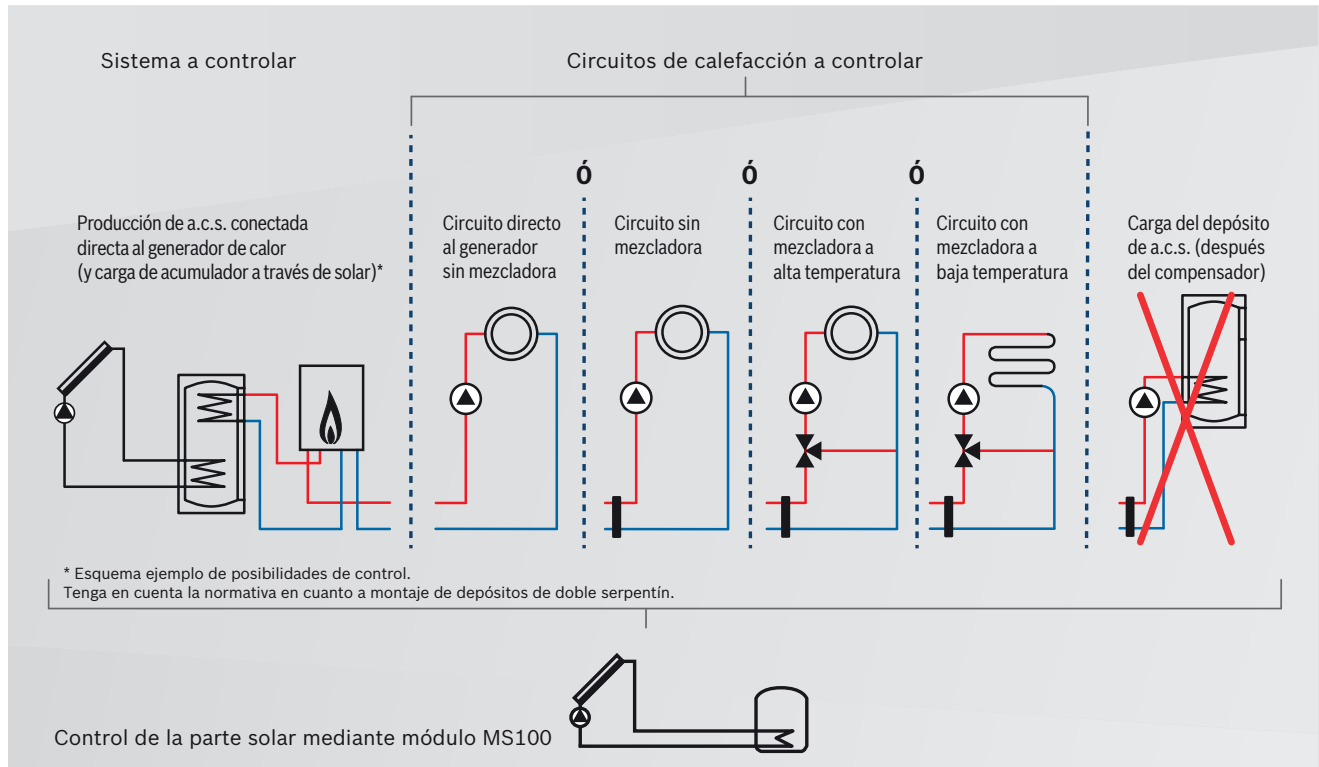 Sistema a controlar
Circuitos de calefacción a controlar
Ó
Ó
Ó
Producción de a.c.s. conectada
directa al generador de calor
(y carga de acumulador a través de solar)*
Circuito directo
al generador
sin mezcladora
Circuito sin
mezcladora
Circuito con
mezcladora a
alta temperatura
Circuito con
mezcladora a
baja temperatura
Carga del depósito
de a.c.s. (después
del compensador)
* Esquema ejemplo de posibilidades de control.
Tenga en cuenta la normativa en cuanto a montaje de depósitos de doble serpentín.
Control de la parte solar mediante módulo MS100